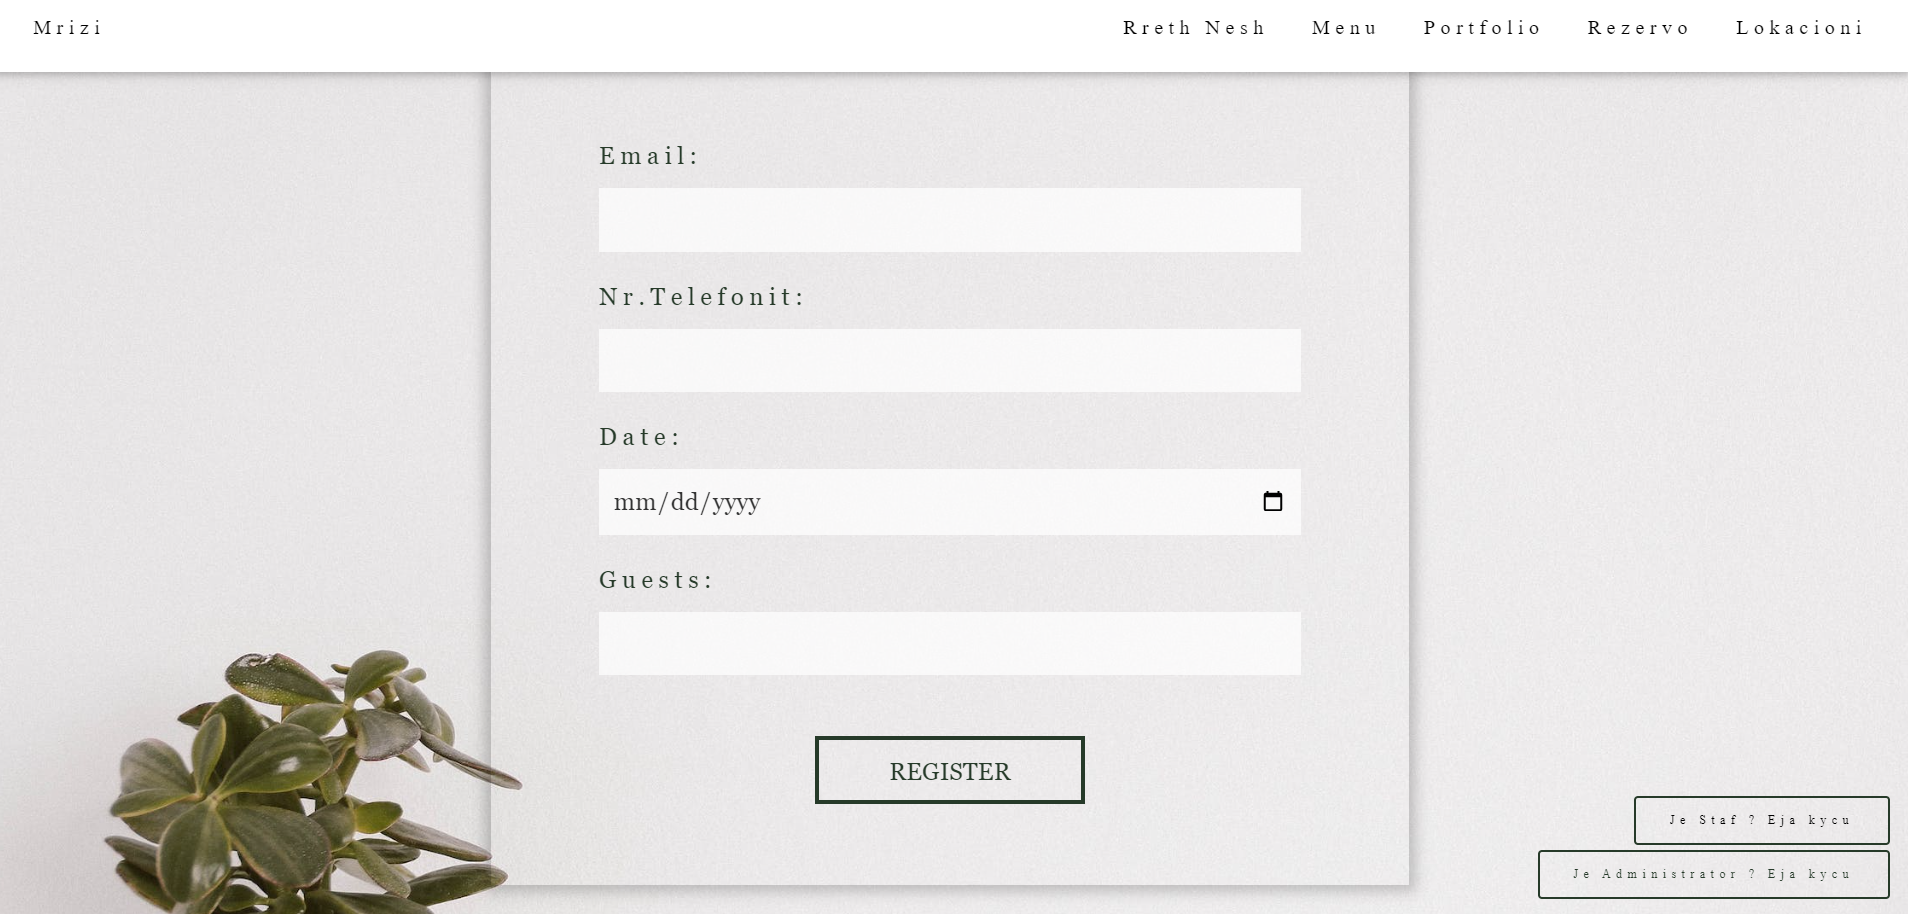 Mrizi
Rreth Nesh Menu Portfolio Rezervo Lokacioni
Email:
Nr.Telefonit:
Date:
mm/dd/yyyy
Guests:
REGISTER
Je Staf ? Eja kycu
Je Administrator ? Eja kycu